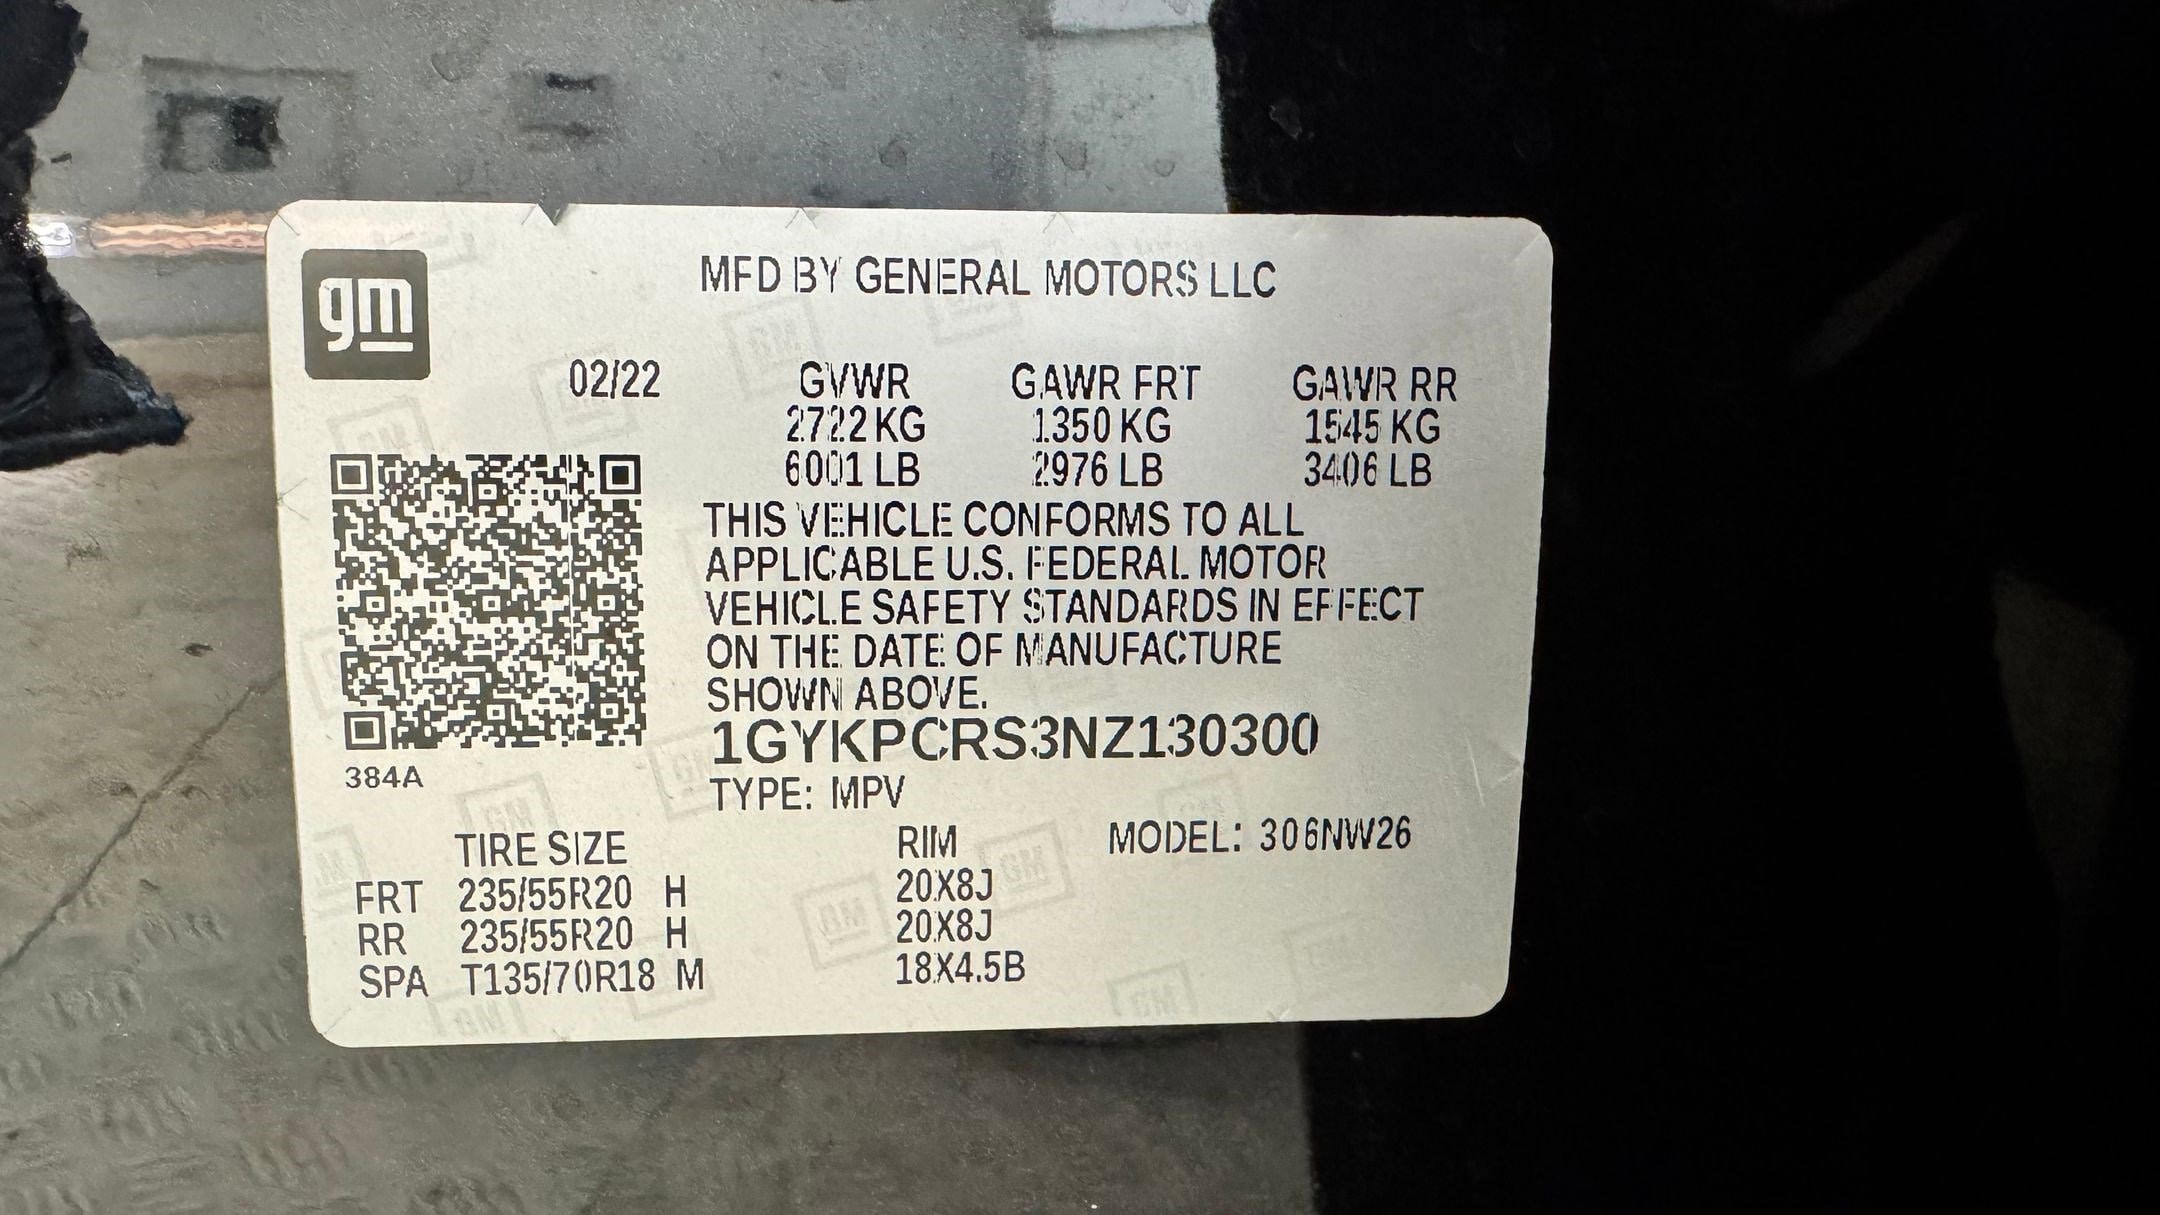 gm
MFD BY GENERAL MOTORS LLC
02/22 GVWR GAWR FRT GAWR RR
2722 KG 1350 KG 1545 KG
6001 LB 2976 LB 3406 LB
THIS VEHICLE CONFORMS TO ALL
APPLICABLE U.S. FEDERAL MOTOR
VEHICLE SAFETY STANDARDS IN EFFECT
ON THE DATE OF MANUFACTURE
SHOWN ABOVE.
1GYKPCRS3NZ130300
384A
TYPE: MPV
TIRE SIZE RIM MODEL: 306NW26
FRT 235/55R20 H 20X8J
RR 235/55R20 H 20X8J
SPA T135/70R18 M 18X4.5B